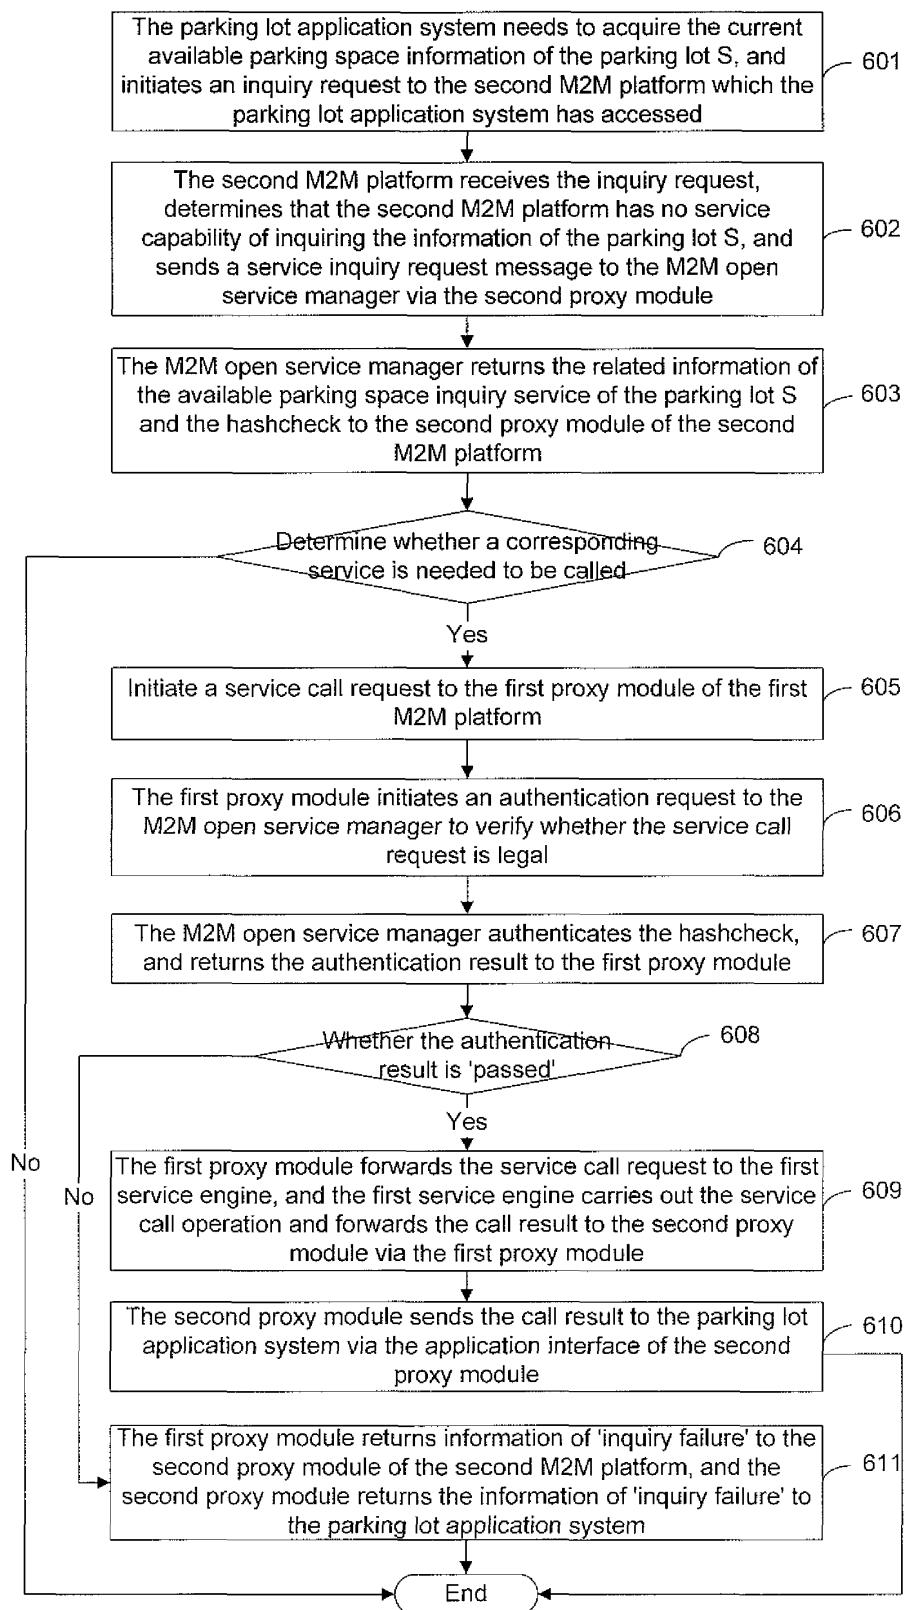 The parking lot application system needs to acquire the current
available parking space information of the parking lot S, and
initiates an inquiry request to the second M2M platform which the
parking lot application system has accessed
601
The second M2M platform receives the inquiry request,
determines that the second M2M platform has no service
capability of inquiring the information of the parking lot S, and
sends a service inquiry request message to the M2M open
service manager via the second proxy module
602
The M2M open service manager returns the related information of
the available parking space inquiry service of the parking lot S
and the hashcheck to the second proxy module of the second
M2M platform
603
Determine whether a corresponding
service is needed to be called
604
Yes
Initiate a service call request to the first proxy module of the first
M2M platform
605
The first proxy module initiates an authentication request to the
M2M open service manager to verify whether the service call
request is legal
606
The M2M open service manager authenticates the hashcheck,
and returns the authentication result to the first proxy module
607
Whether the authentication
result is 'passed'
608
Yes
No
No
The first proxy module forwards the service call request to the first
service engine, and the first service engine carries out the service
call operation and forwards the call result to the second proxy
module via the first proxy module
609
The second proxy module sends the call result to the parking lot
application system via the application interface of the second
proxy module
610
The first proxy module returns information of 'inquiry failure' to the
second proxy module of the second M2M platform, and the
second proxy module returns the information of 'inquiry failure' to
the parking lot application system
611
End